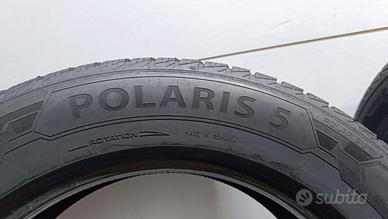 POLARIS 5
ROTATION
MADE IN ROMANIA
subito